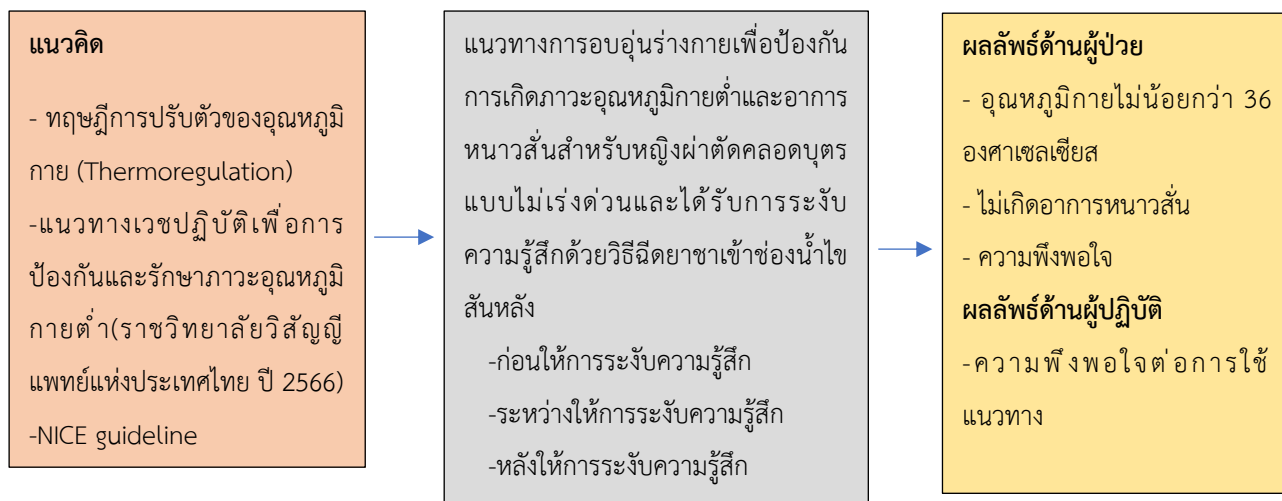 แนวคิด
- ทฤษฎีการปรับตัวของอุณหภูมิ
กาย (Thermoregulation)
-แนวทางเวชปฏิบัติเพื่อการ
ป้องกันและรักษาภาวะอุณหภูมิ
กายต่ำ(ราชวิทยาลัยวิสัญญี
แพทย์แห่งประเทศไทย ปี 2566)
-NICE guideline
แนวทางการอบอุ่นร่างกายเพื่อป้องกัน
การเกิดภาวะอุณหภูมิกายต่ำและอาการ
หนาวสั่นสำหรับหญิงผ่าตัดคลอดบุตร
แบบไม่เร่งด่วนและได้รับการระงับ
ความรู้สึกด้วยวิธีฉีดยาชาเข้าช่องน้ำไข
สันหลัง
-ก่อนให้การระงับความรู้สึก
-ระหว่างให้การระงับความรู้สึก
-หลังให้การระงับความรู้สึก
ผลลัพธ์ด้านผู้ป่วย
- อุณหภูมิกายไม่น้อยกว่า 36
องศาเซลเซียส
- ไม่เกิดอาการหนาวสั่น
- ความพึงพอใจ
ผลลัพธ์ด้านผู้ปฏิบัติ
-ความพึงพอใจต่อการใช้
แนวทาง